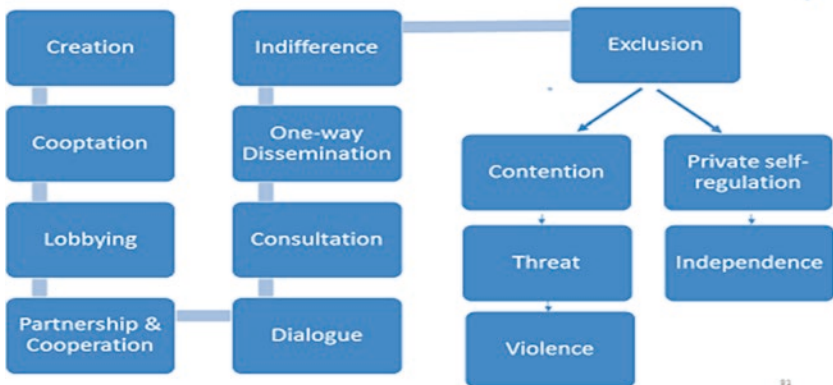 Creation
Cooptation
Lobbying
Partnership &
Cooperation
Indifference
One-way
Dissemination
Consultation
Dialogue
Exclusion
Contention
Threat
Violence
Private self-
regulation
Independence